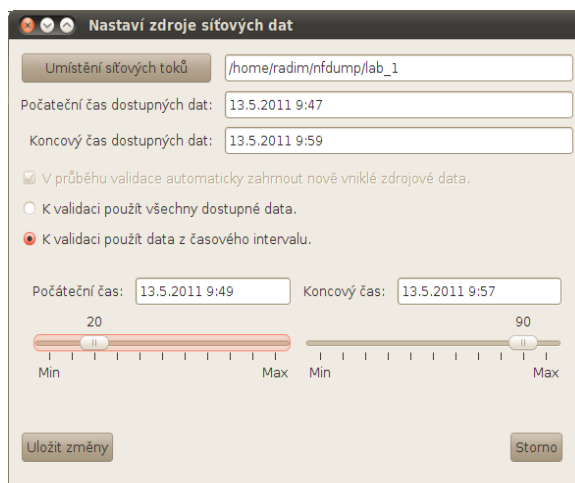 Nastaví zdroje síťových dat
Umístění síťových toků /home/radim/nfdump/lab_1
Počateční čas dostupných dat: 13.5.2011 9:47
Koncový čas dostupných dat: 13.5.2011 9:59
V průběhu validace automaticky zahrnout nově vniklé zdrojové data.
K validaci použít všechny dostupné data.
K validaci použít data z časového intervalu.
Počáteční čas: 13.5.2011 9:49 Koncový čas: 13.5.2011 9:57
20 90
Min Max Min Max
Uložit změny Storno